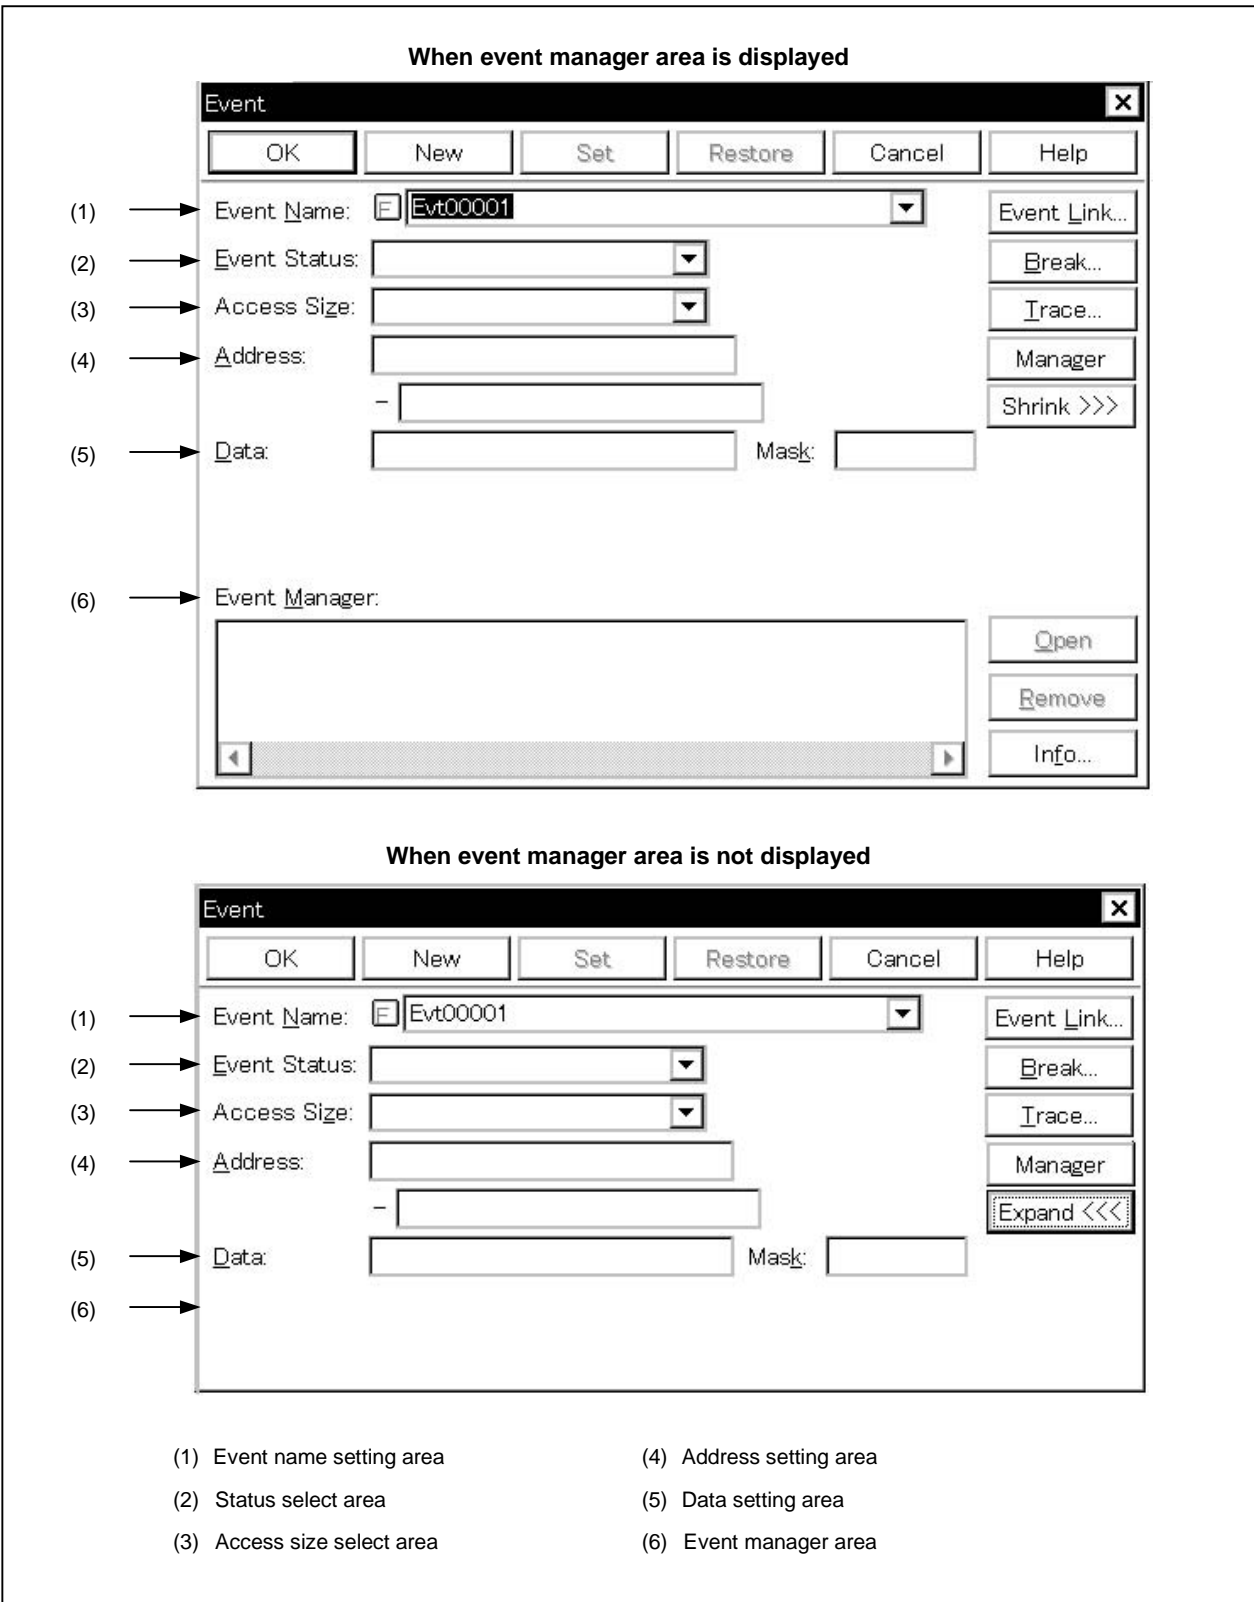 When event manager area is displayed
Event
OK New Set Restore Cancel Help
(1) Event Name: E Evt00001 Event Link...
(2) Event Status: Break...
(3) Access Size: Trace...
(4) Address: Manager
– Shrink >>>
(5) Data: Mask:
(6) Event Manager:
Open
Remove
Info...
When event manager area is not displayed
Event
OK New Set Restore Cancel Help
(1) Event Name: E Evt00001 Event Link...
(2) Event Status: Break...
(3) Access Size: Trace...
(4) Address: Manager
– Expand <<<
(5) Data: Mask:
(6)
(1) Event name setting area (4) Address setting area
(2) Status select area (5) Data setting area
(3) Access size select area (6) Event manager area